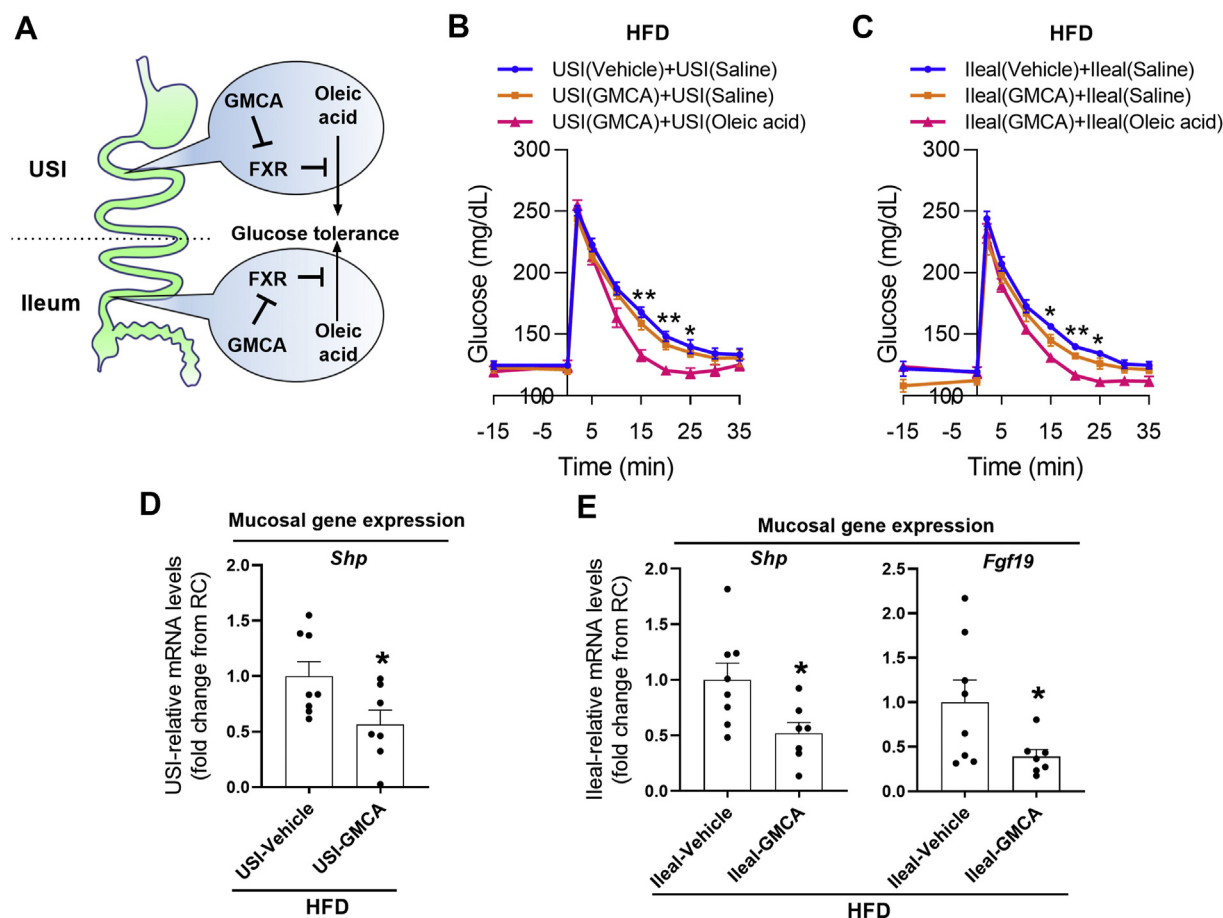 A
USI
Ileum
GMCA
Oleic
acid
FXR
Glucose tolerance
FXR
GMCA
Oleic
acid
B
HFD
USI(Vehicle)+USI(Saline)
USI(GMCA)+USI(Saline)
USI(GMCA)+USI(Oleic acid)
Glucose (mg/dL)
300
250
200
150
100
** ** *
-15 -5 5 15 25 35
Time (min)
C
HFD
Ileal(Vehicle)+Ileal(Saline)
Ileal(GMCA)+Ileal(Saline)
Ileal(GMCA)+Ileal(Oleic acid)
Glucose (mg/dL)
300
250
200
150
100
* ** *
-15 -5 5 15 25 35
Time (min)
D
Mucosal gene expression
Shp
USI-relative mRNA levels
(fold change from RC)
2.0
1.5
1.0
0.5
0.0
*
USI-Vehicle
USI-GMCA
HFD
E
Mucosal gene expression
Shp
Ileal-relative mRNA levels
(fold change from RC)
2.0
1.5
1.0
0.5
0.0
*
Ileal-Vehicle
Ileal-GMCA
Fgf19
2.5
2.0
1.5
1.0
0.5
0.0
*
Ileal-Vehicle
Ileal-GMCA
HFD